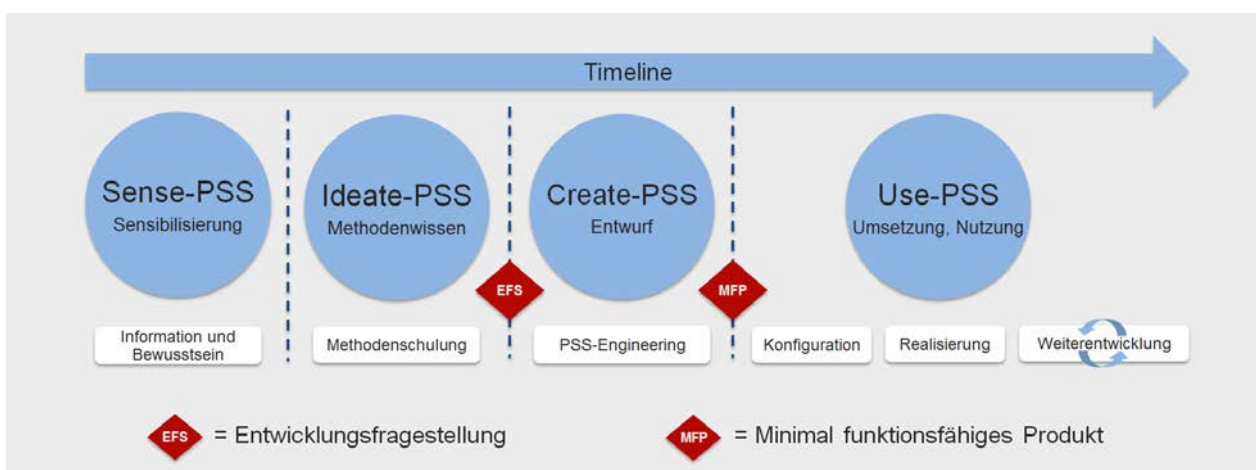 Timeline
Sense-PSS
Sensibilisierung
Ideate-PSS
Methodenwissen
Create-PSS
Entwurf
Use-PSS
Umsetzung, Nutzung
EFS
MFP
Information und
Bewusstsein
Methodenschulung
PSS-Engineering
Konfiguration
Realisierung
Weiterentwicklung
EFS = Entwicklungsfragestellung
MFP = Minimal funktionsfähiges Produkt